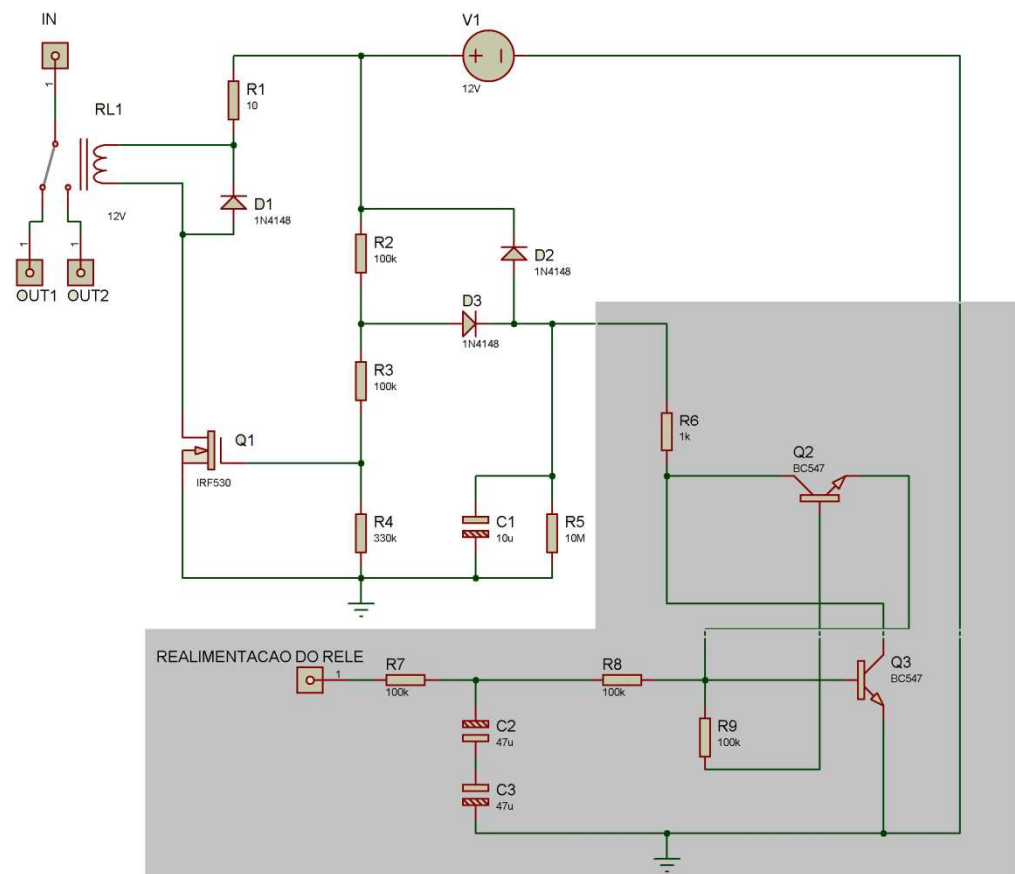 IN
1
RL1
12V
1
1
OUT1
OUT2
R1
10
V1
12V
D1
1N4148
R2
100k
D2
1N4148
D3
1N4148
R3
100k
Q1
IRF530
R4
330k
C1
10u
R5
10M
R6
1k
Q2
BC547
REALIMENTACAO DO RELE
1
R7
100k
R8
100k
Q3
BC547
C2
47u
R9
100k
C3
47u